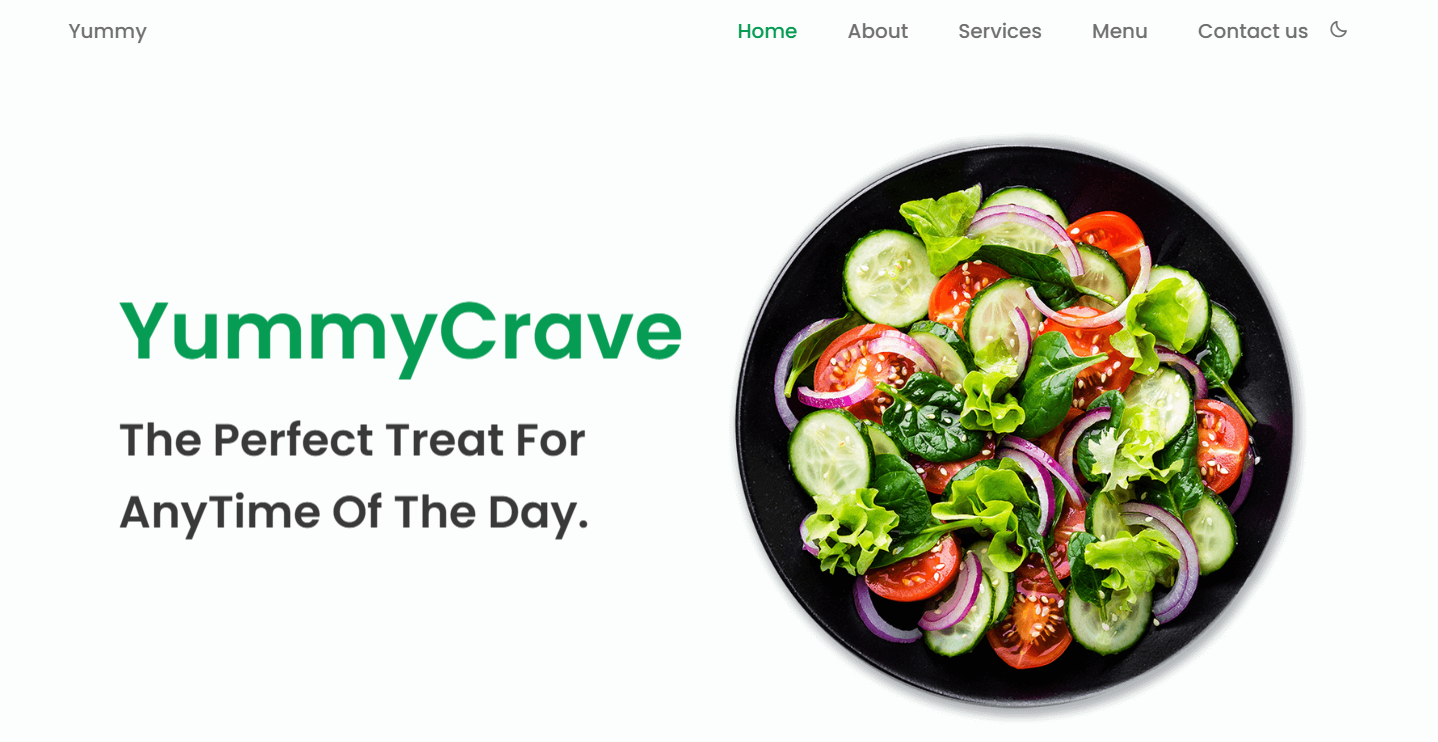 Yummy Home About Services Menu Contact us
YummyCrave
The Perfect Treat For
AnyTime Of The Day.